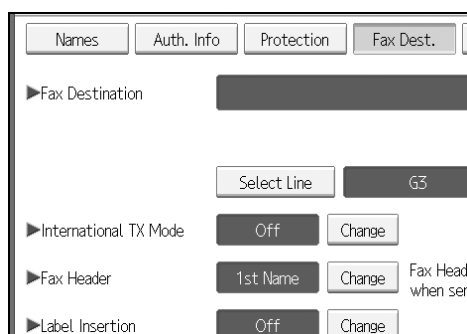 Names Auth. Info Protection Fax Dest.
▶Fax Destination
Select Line G3
▶International TX Mode Off Change
▶Fax Header 1st Name Change Fax Head
when ser
▶Label Insertion Off Change